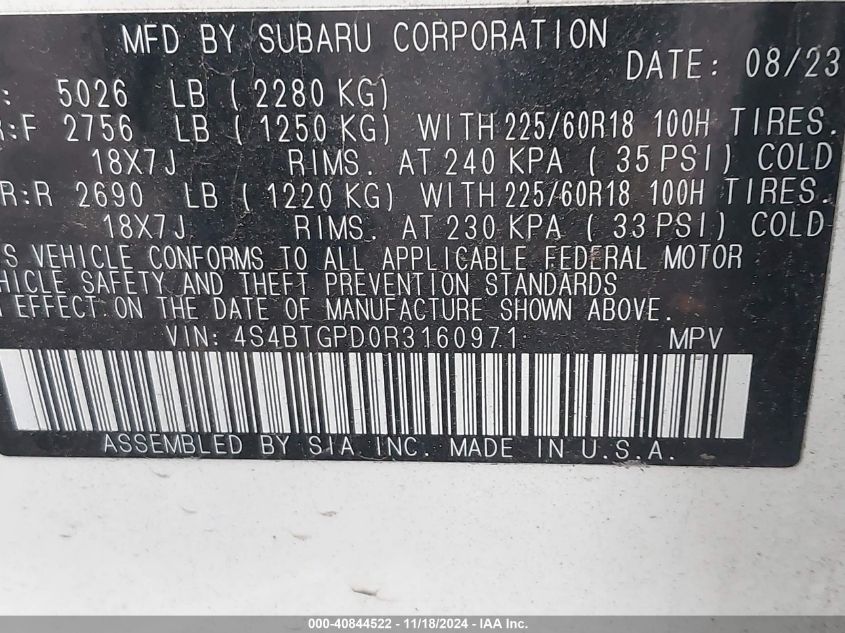 MFD BY SUBARU CORPORATION
DATE: 08/23
: 5026 LB (2280 KG)
R:F 2756 LB (1250 KG) WITH 225/60R18 100H TIRES.
18X7J RIMS. AT 240 KPA (35 PSI) COLD
R:R 2690 LB (1220 KG) WITH 225/60R18 100H TIRES.
18X7J RIMS. AT 230 KPA (33 PSI) COLD
S VEHICLE CONFORMS TO ALL APPLICABLE FEDERAL MOTOR
HICLE SAFETY AND THEFT PREVENTION STANDARDS
EFFECT ON THE DATE OF MANUFACTURE SHOWN ABOVE.
VIN: 4S4BTGPD0R3160971 MPV
ASSEMBLED BY SIA INC. MADE IN U.S.A.
000-40844522 - 11/18/2024 - IAA Inc.